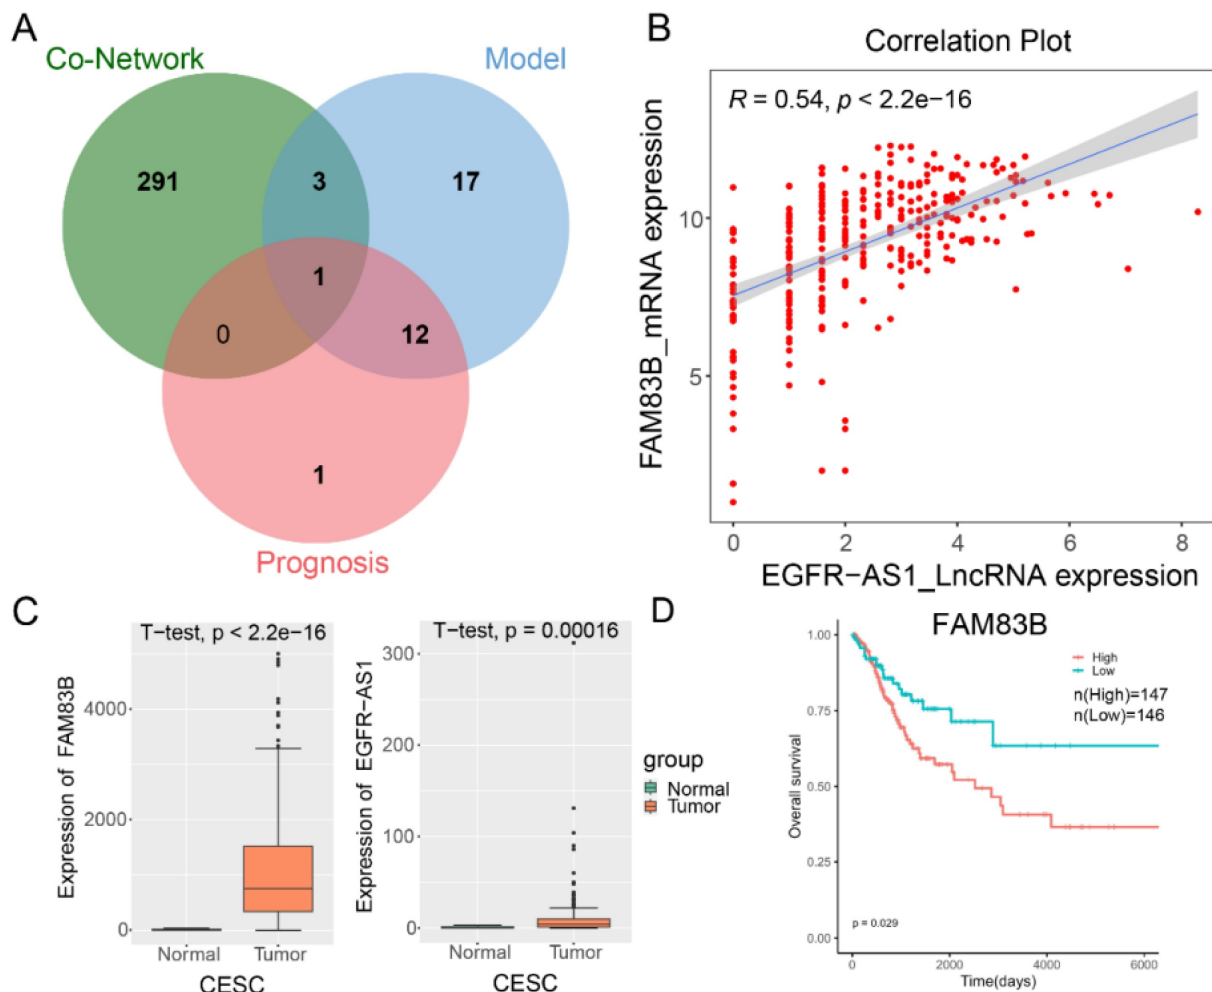 A
Co-Network
Model
291
3
17
1
0
12
1
Prognosis
B
Correlation Plot
R = 0.54, p < 2.2e−16
FAM83B_mRNA expression
10
5
0
2
4
6
8
EGFR−AS1_LncRNA expression
C
T−test, p < 2.2e−16
Expression of FAM83B
4000
2000
0
Normal
Tumor
CESC
T−test, p = 0.00016
Expression of EGFR−AS1
300
200
100
0
Normal
Tumor
CESC
group
Normal
Tumor
D
FAM83B
High
Low
n(High)=147
n(Low)=146
Overall survival
1.00
0.75
0.50
0.25
0.00
p = 0.029
0
2000
4000
6000
Time(days)